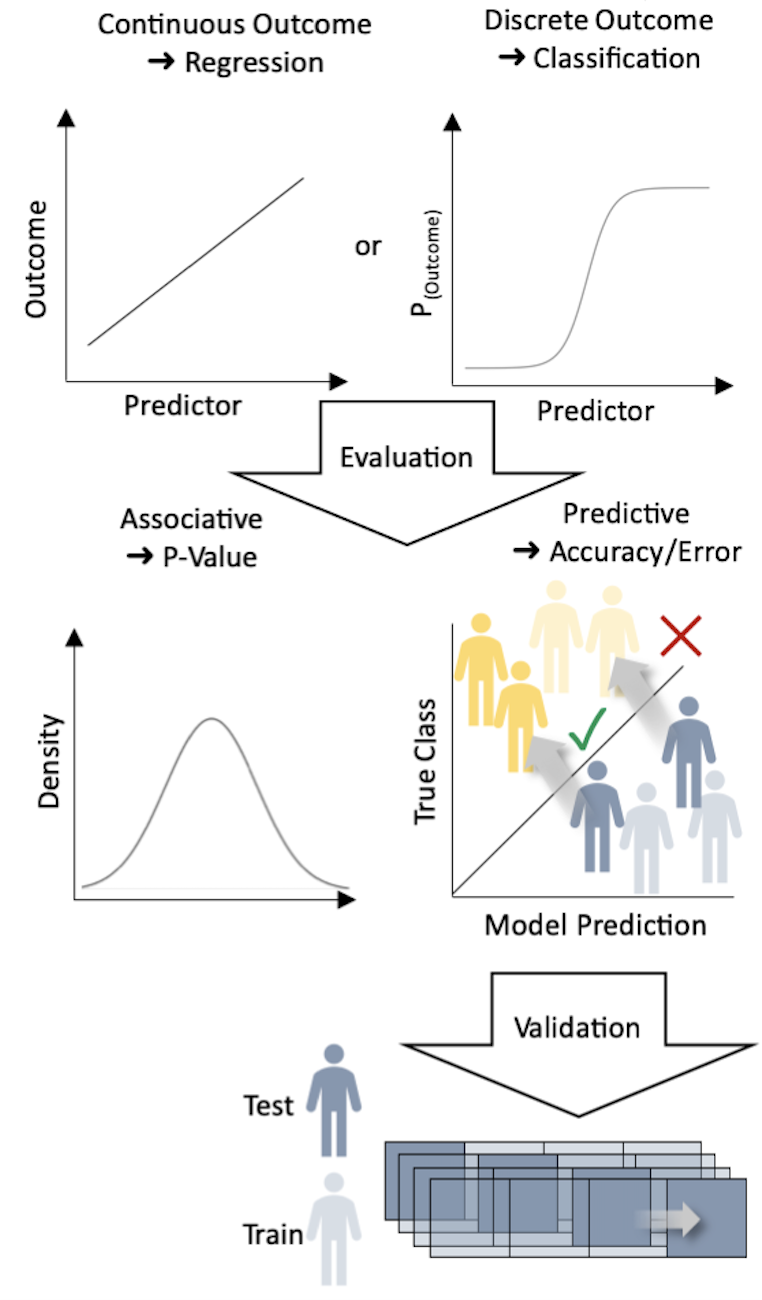 Continuous Outcome
➔ Regression
Discrete Outcome
➔ Classification
Outcome
Predictor
or
P(Outcome)
Predictor
Evaluation
Associative
➔ P-Value
Predictive
➔ Accuracy/Error
Density
True Class
Model Prediction
Validation
Test
Train